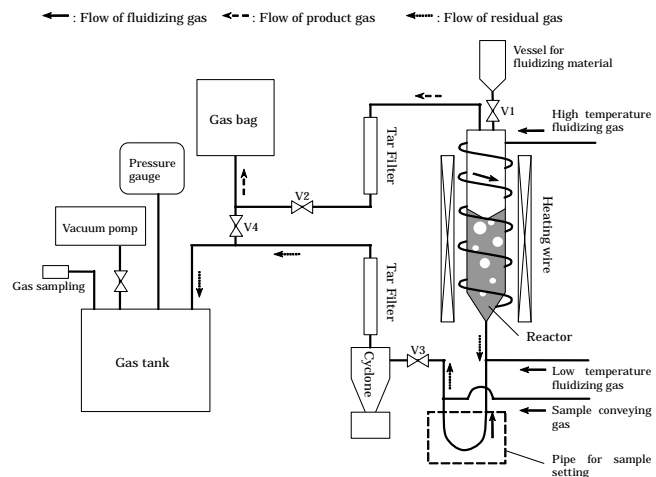 : Flow of fluidizing gas
: Flow of product gas
: Flow of residual gas
Vessel for
fluidizing material
V1
High temperature
fluidizing gas
Gas bag
Tar Filter
Pressure
gauge
V2
Heating wire
Vacuum pomp
V4
Gas sampling
Tar Filter
Reactor
Gas tank
V3
Cyclone
Low temperature
fluidizing gas
Sample conveying
gas
Pipe for sample
setting